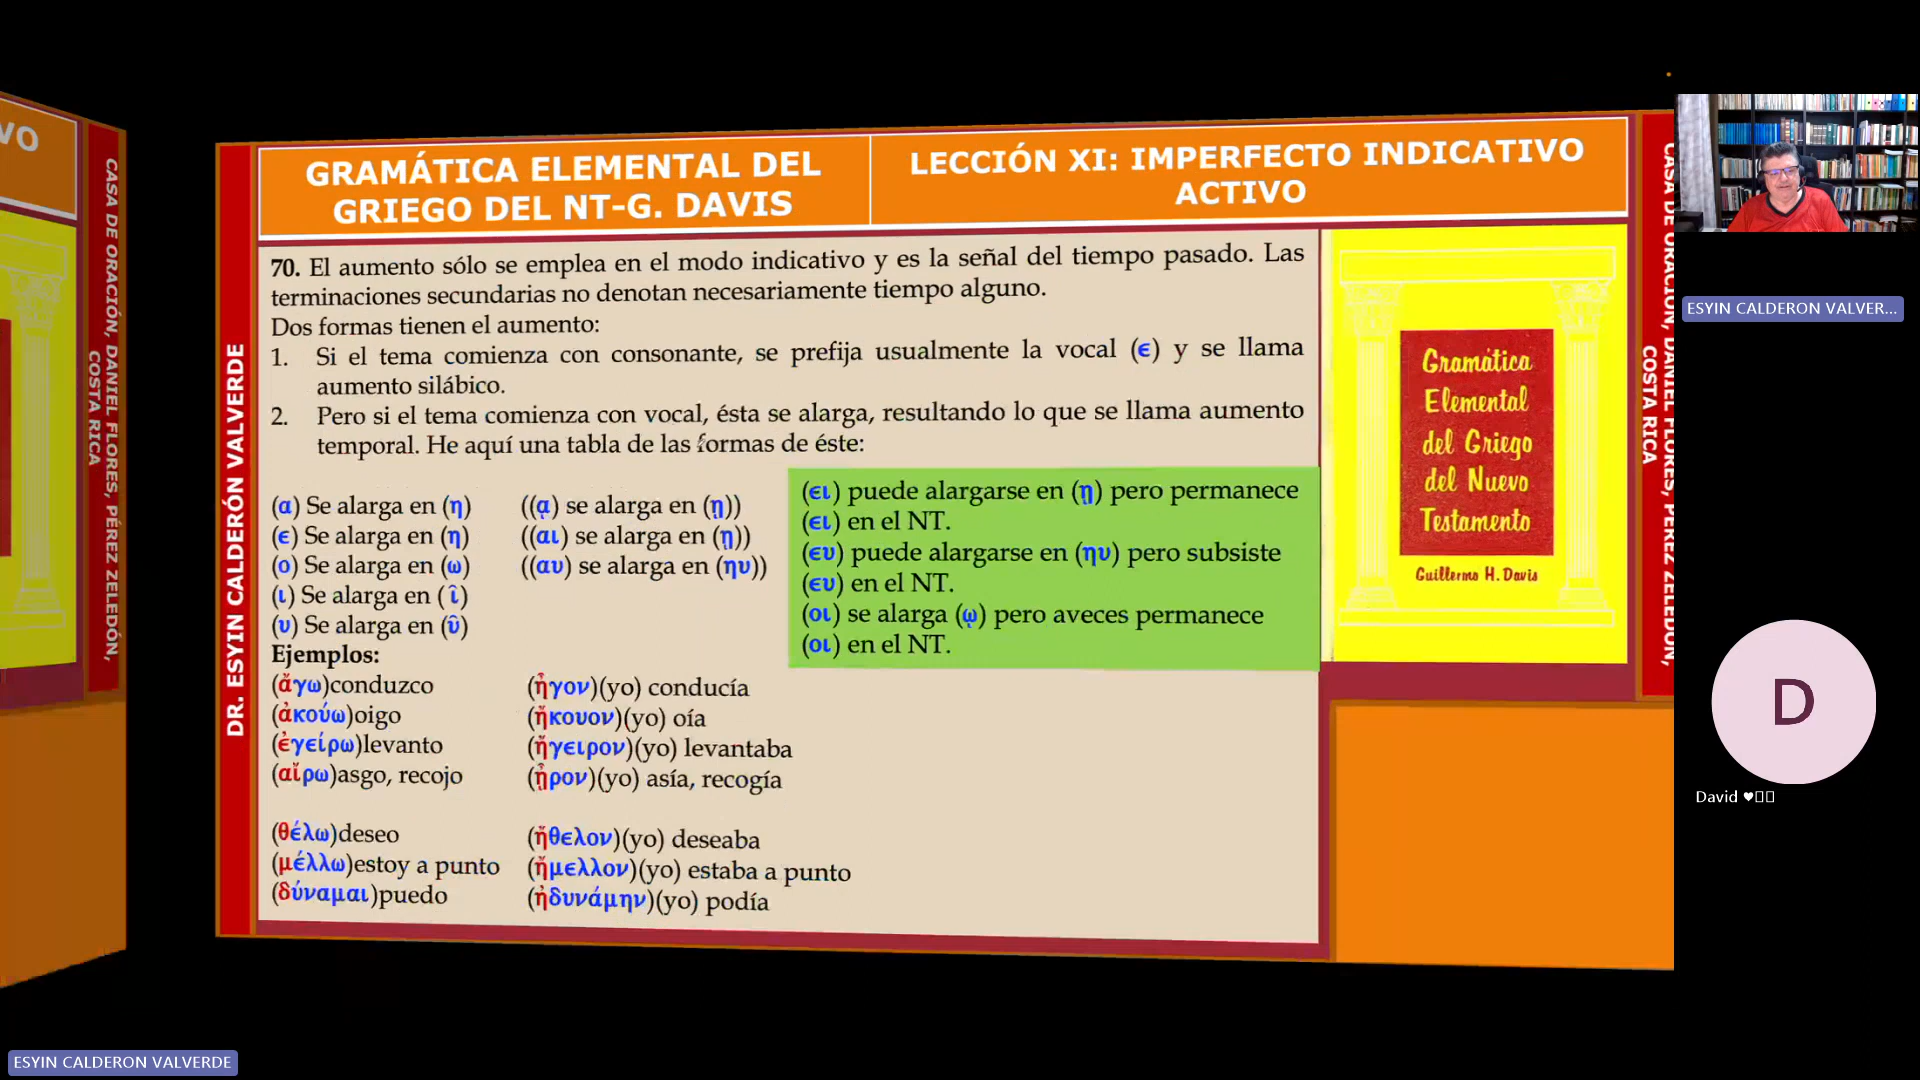 VO
CASA DE ORACIÓN, DANIEL FLORES, PÉREZ ZELEDÓN,
COSTA RICA
DR. ESYIN CALDERÓN VALVERDE
GRAMÁTICA ELEMENTAL DEL
GRIEGO DEL NT-G. DAVIS
LECCIÓN XI: IMPERFECTO INDICATIVO
ACTIVO
70. El aumento sólo se emplea en el modo indicativo y es la señal del tiempo pasado. Las
terminaciones secundarias no denotan necesariamente tiempo alguno.
Dos formas tienen el aumento:
1. Si el tema comienza con consonante, se prefija usualmente la vocal (ϵ) y se llama
aumento silábico.
2. Pero si el tema comienza con vocal, ésta se alarga, resultando lo que se llama aumento
temporal. He aquí una tabla de las formas de éste:
(α) Se alarga en (η) ((ᾳ) se alarga en (ῃ))
(ϵ) Se alarga en (η) ((αι) se alarga en (ῃ))
(ο) Se alarga en (ω) ((αυ) se alarga en (ηυ))
(ι) Se alarga en ( ῖ)
(υ) Se alarga en (ῦ)
(ϵι) puede alargarse en (ῃ) pero permanece
(ϵι) en el NT.
(ϵυ) puede alargarse en (ηυ) pero subsiste
(ϵυ) en el NT.
(οι) se alarga (ῳ) pero aveces permanece
(οι) en el NT.
Ejemplos:
(ἄγω)conduzco (ἦγον)(yo) conducía
(ἀκούω)oigo (ἤκουον)(yo) oía
(ἐγείρω)levanto (ἤγειρον)(yo) levantaba
(αἴρω)asgo, recojo (ᾖρον)(yo) asía, recogía
(θέλω)deseo (ἤθελον)(yo) deseaba
(μέλλω)estoy a punto (ἤμελλον)(yo) estaba a punto
(δύναμαι)puedo (ἠδυνάμην)(yo) podía
Gramática
Elemental
del Griego
del Nuevo
Testamento
Guillermo H. Davis
CASA DE ORACIÓN, DANIEL FLORES, PÉREZ ZELEDÓN,
COSTA RICA
ESYIN CALDERON VALVER...
D
David ♥
ESYIN CALDERON VALVERDE